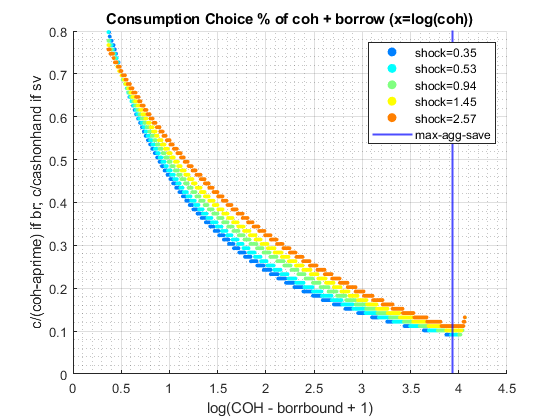 Consumption Choice % of coh + borrow (x=log(coh))
c/(coh-aprime) if br, c/cashonhand if sv
0.8
0.7
0.6
0.5
0.4
0.3
0.2
0.1
0
shock=0.35
shock=0.53
shock=0.94
shock=1.45
shock=2.57
max-agg-save
0 0.5 1 1.5 2 2.5 3 3.5 4 4.5
log(COH - borrbound + 1)